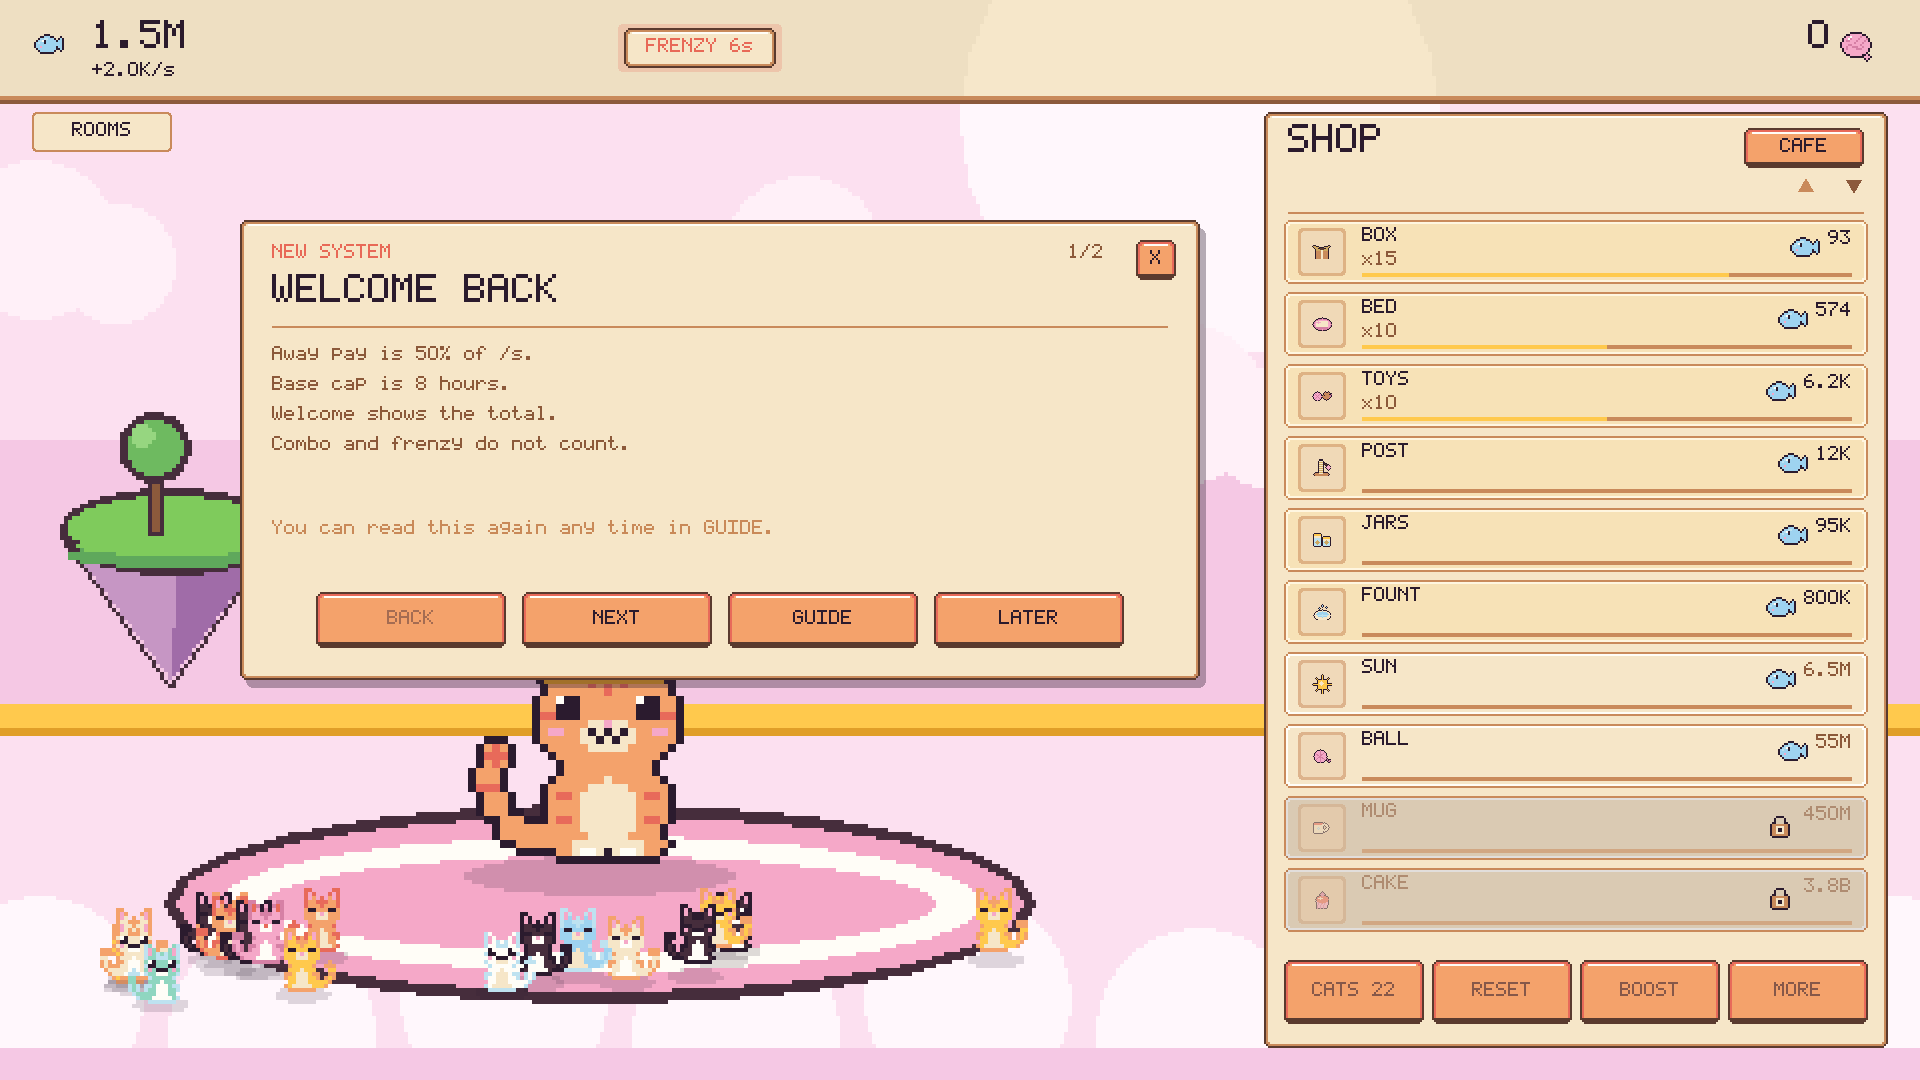 1.5M
+2.0K/s
FRENZY 6s
0
ROOMS
SHOP
CAFE
NEW SYSTEM
1/2
X
WELCOME BACK
Away pay is 50% of /s.
Base cap is 8 hours.
Welcome shows the total.
Combo and frenzy do not count.
You can read this again any time in GUIDE.
BACK
NEXT
GUIDE
LATER
BOX
93
x15
BED
574
x10
TOYS
6.2K
x10
POST
12K
JARS
95K
FOUNT
800K
SUN
6.5M
BALL
55M
MUG
450M
CAKE
3.8B
CATS 22
RESET
BOOST
MORE